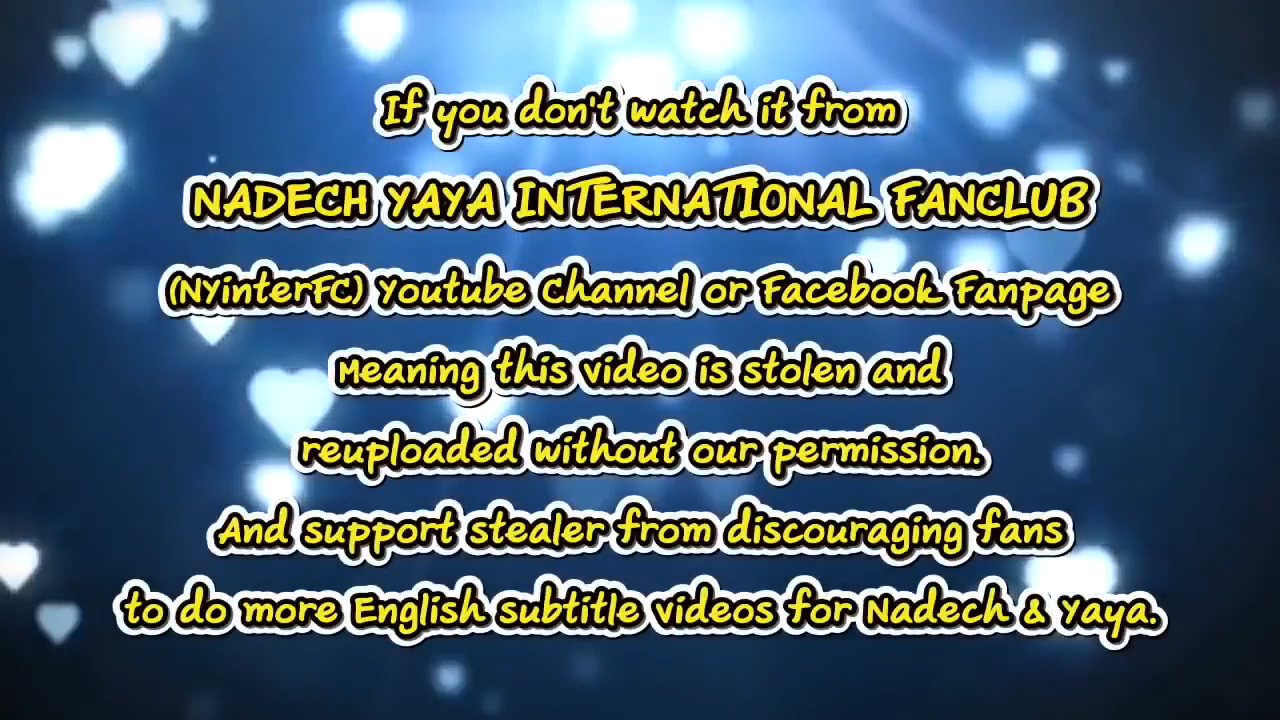 If you don't watch it from
NADECH YAYA INTERNATIONAL FANCLUB
(NYinterFC) Youtube Channel or Facebook Fanpage
Meaning this video is stolen and
reuploaded without our permission.
And support stealer from discouraging fans
to do more English subtitle videos for Nadech & Yaya.